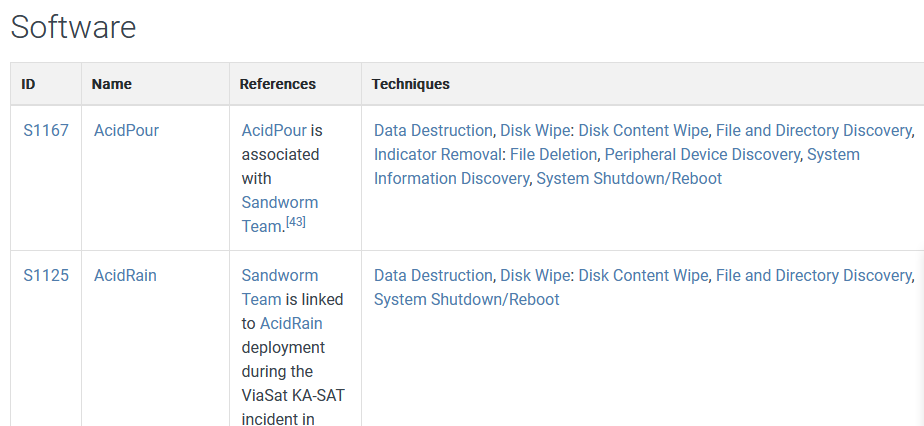 Software
ID Name References Techniques
S1167 AcidPour AcidPour is associated with Sandworm Team.[43] Data Destruction, Disk Wipe: Disk Content Wipe, File and Directory Discovery,
Indicator Removal: File Deletion, Peripheral Device Discovery, System
Information Discovery, System Shutdown/Reboot
S1125 AcidRain Sandworm Team is linked to AcidRain deployment during the ViaSat KA-SAT incident in Data Destruction, Disk Wipe: Disk Content Wipe, File and Directory Discovery,
System Shutdown/Reboot